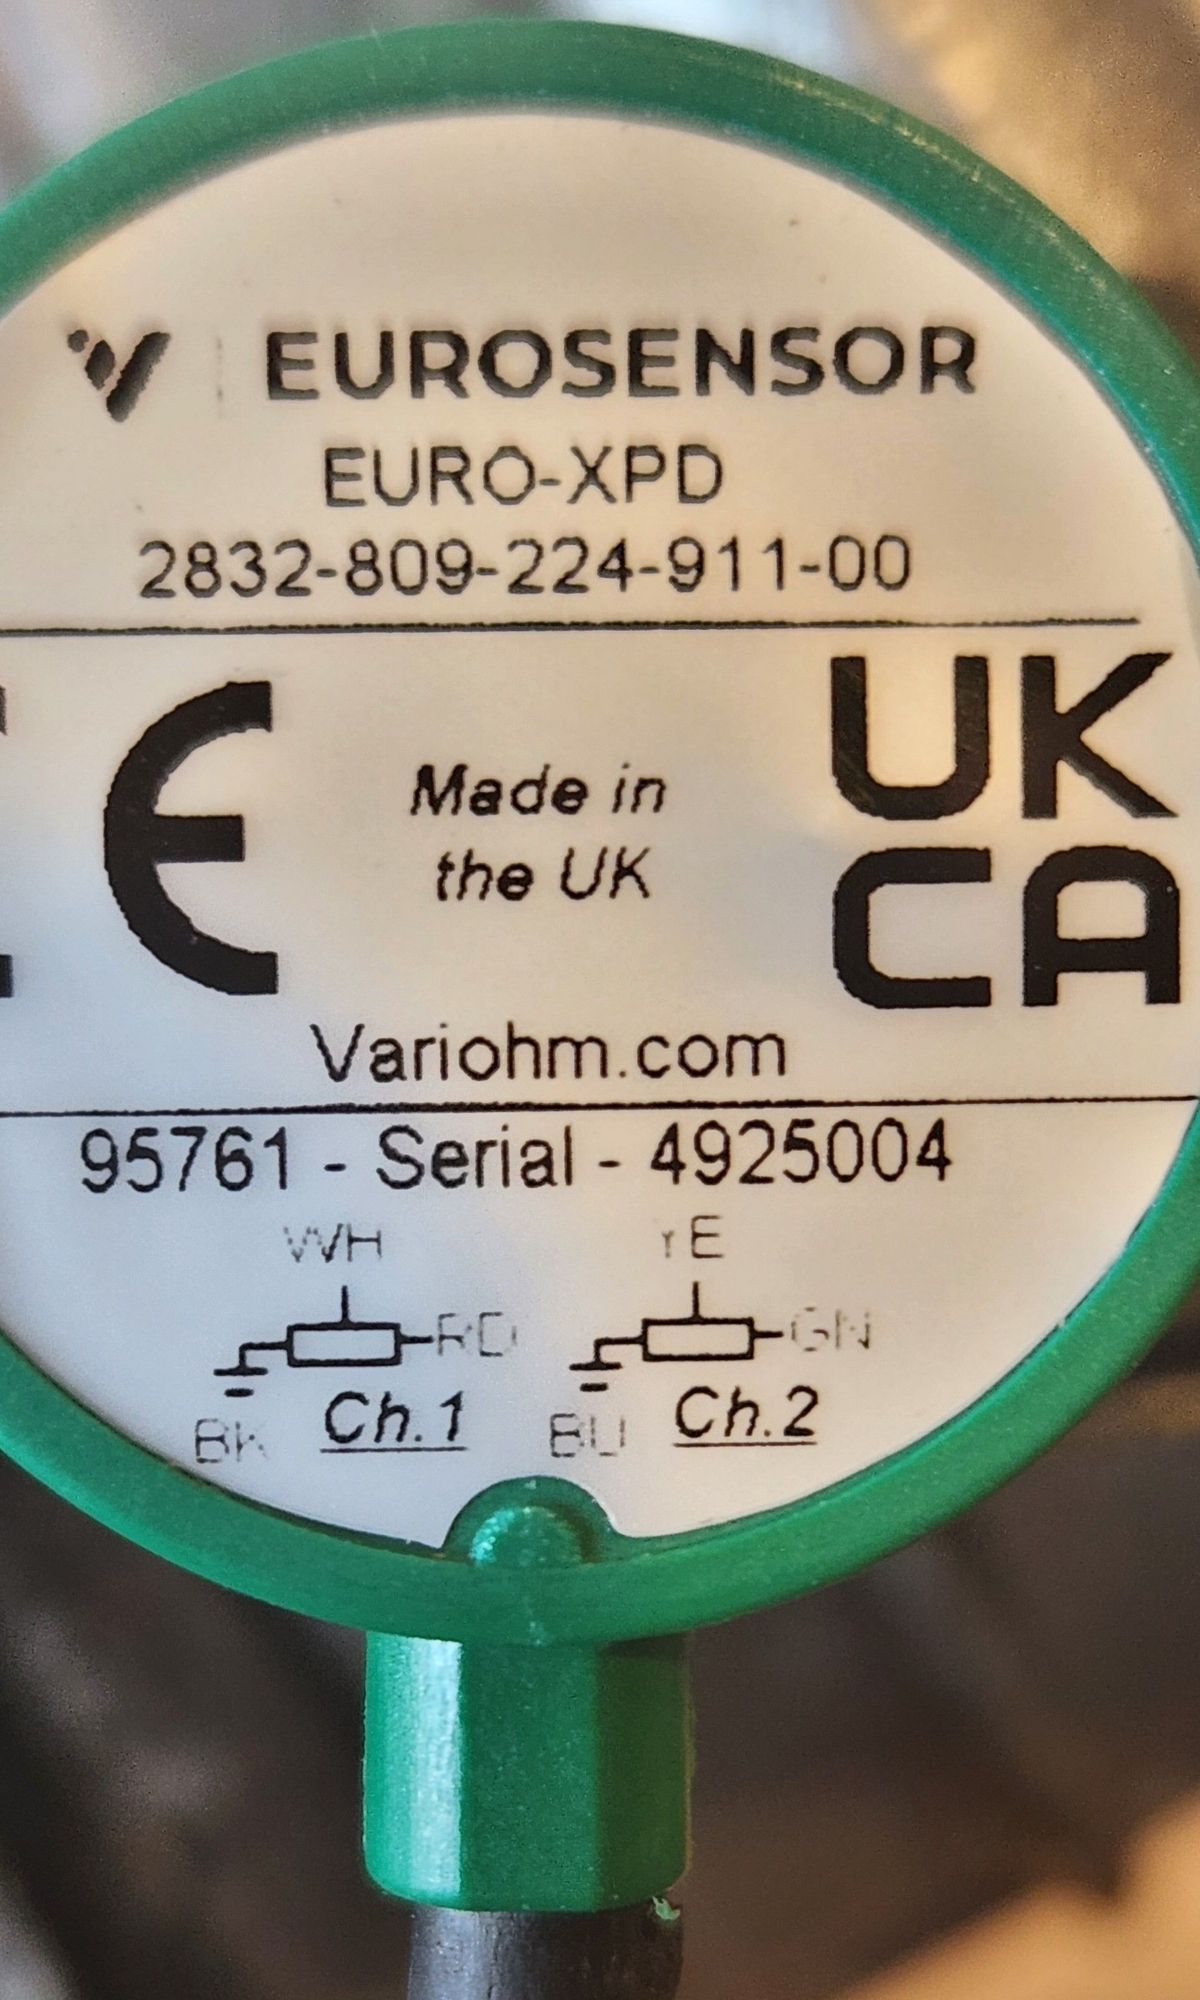 EUROSENSOR
EURO-XPD
2832-809-224-911-00
CE
Made in
the UK
UK
CA
Variohm.com
95761 - Serial - 4925004
WH YE
RD GN
BK Ch.1 BU Ch.2